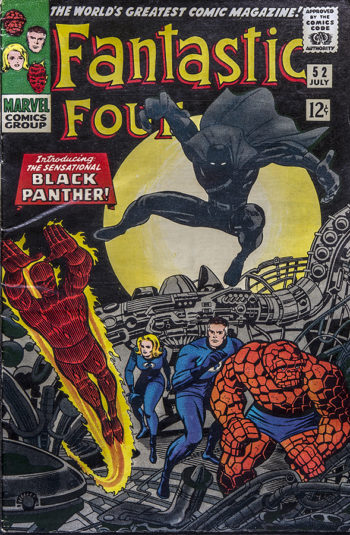 THE WORLD'S GREATEST COMIC MAGAZINE!
APPROVED
BY THE
COMICS
CODE
AUTHORITY
Fantastic
Four
MARVEL
COMICS
GROUP
52
JULY
12¢
Introducing
THE SENSATIONAL
BLACK
PANTHER!